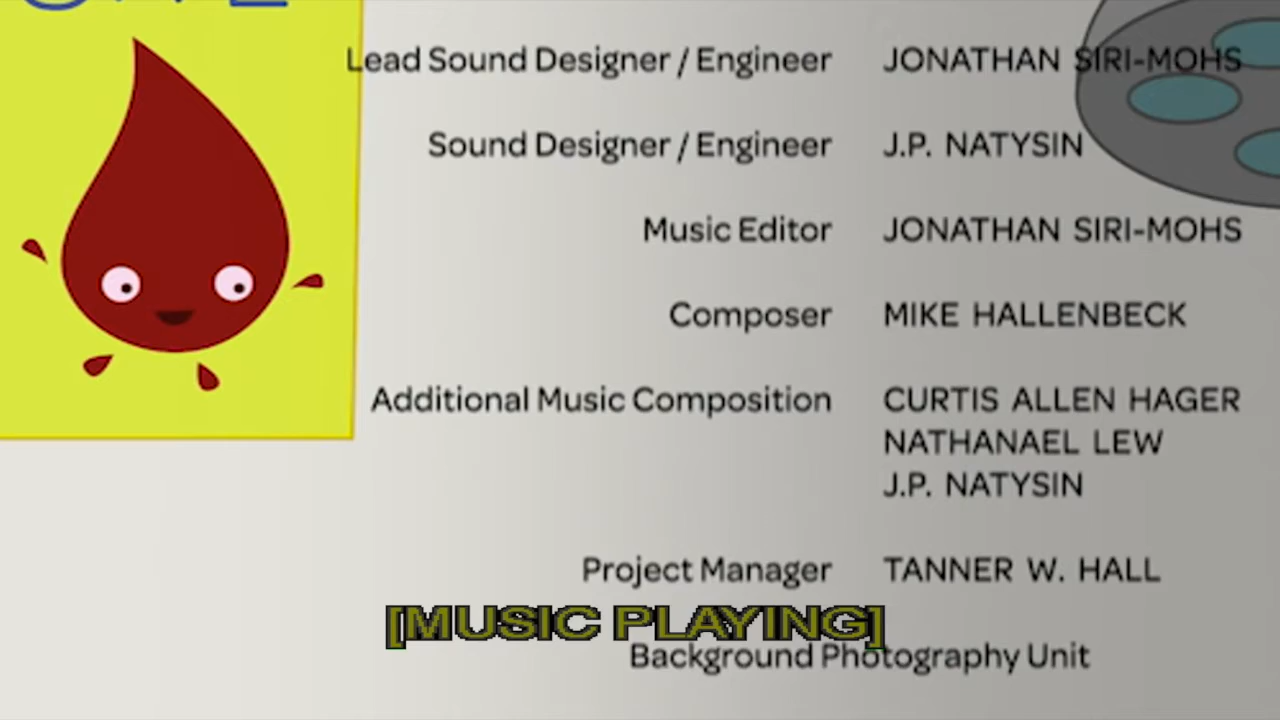 Lead Sound Designer / Engineer JONATHAN SIRI-MOHS
Sound Designer / Engineer J.P. NATYSIN
Music Editor JONATHAN SIRI-MOHS
Composer MIKE HALLENBECK
Additional Music Composition CURTIS ALLEN HAGER
NATHANAEL LEW
J.P. NATYSIN
Project Manager TANNER W. HALL
[MUSIC PLAYING]
Background Photography Unit